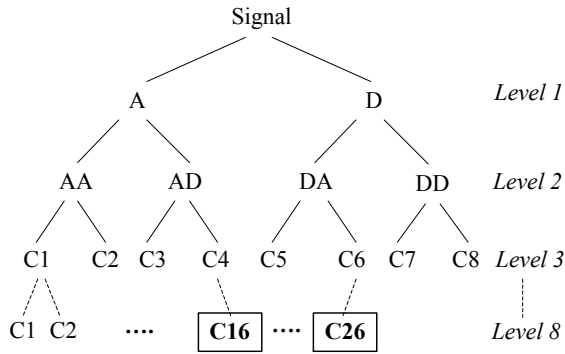 Signal
A D Level 1
AA AD DA DD Level 2
C1 C2 C3 C4 C5 C6 C7 C8 Level 3
C1 C2 .... C16 .... C26 Level 8